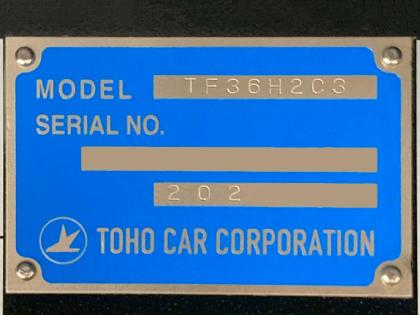 MODEL TF36H2C3
SERIAL NO.
202
TOHO CAR CORPORATION